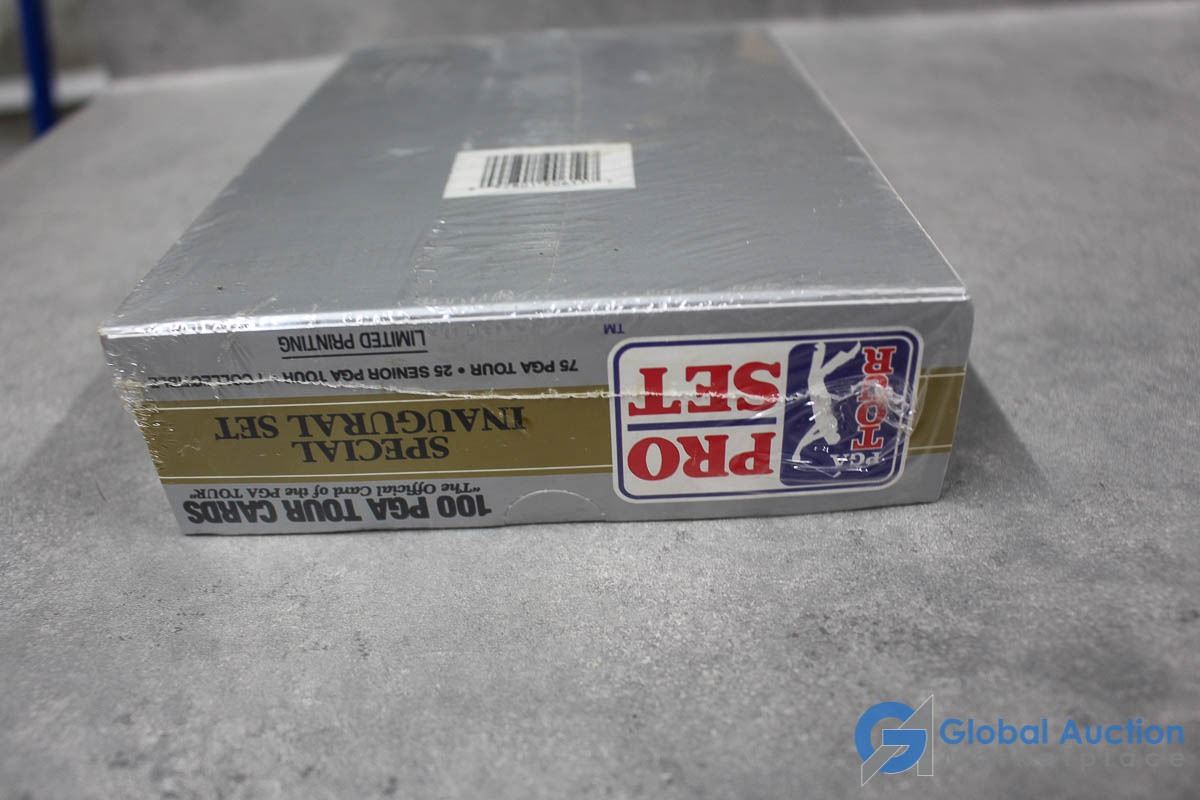 100 PGA TOUR CARDS
"The Official Card of the PGA TOUR"
SPECIAL
INAUGURAL SET
75 PGA TOUR • 25 SENIOR PGA TOUR
LIMITED PRINTING
PGA
TOUR
PRO
SET
TM
Global Auction
Marketplace